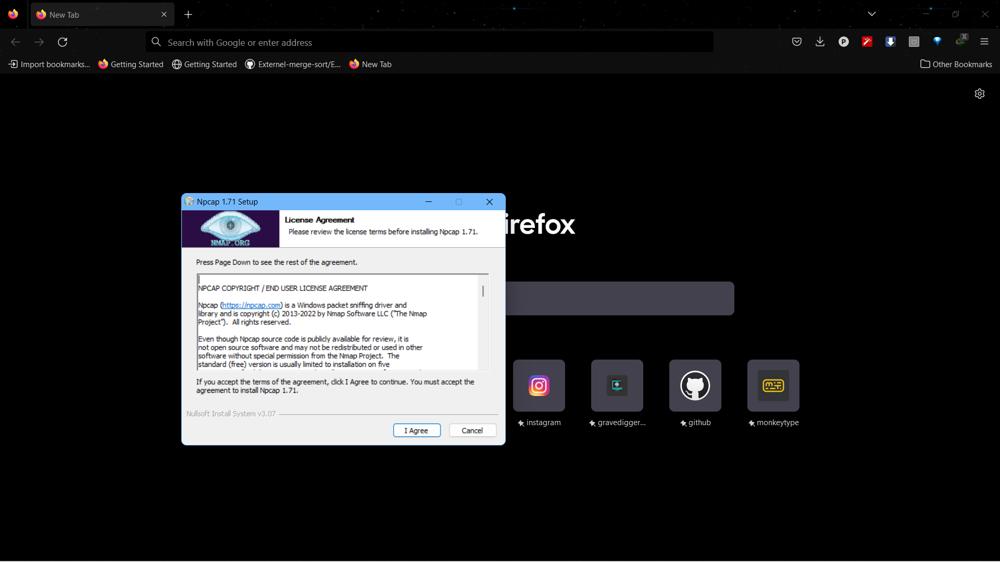 New Tab
Search with Google or enter address
Import bookmarks...
Getting Started
Getting Started
Externel-merge-sort/E...
New Tab
Other Bookmarks
irefox
Npcap 1.71 Setup
NMAP.ORG
License Agreement
Please review the license terms before installing Npcap 1.71.
Press Page Down to see the rest of the agreement.
NPCAP COPYRIGHT / END USER LICENSE AGREEMENT
Npcap (https://npcap.com) is a Windows packet sniffing driver and
library and is copyright (c) 2013-2022 by Nmap Software LLC ("The Nmap
Project").  All rights reserved.
Even though Npcap source code is publicly available for review, it is
not open source software and may not be redistributed or used in other
software without special permission from the Nmap Project.  The
standard (free) version is usually limited to installation on five
If you accept the terms of the agreement, click I Agree to continue. You must accept the
agreement to install Npcap 1.71.
Nullsoft Install System v3.07
I Agree
Cancel
instagram
gravedigger...
github
monkeytype